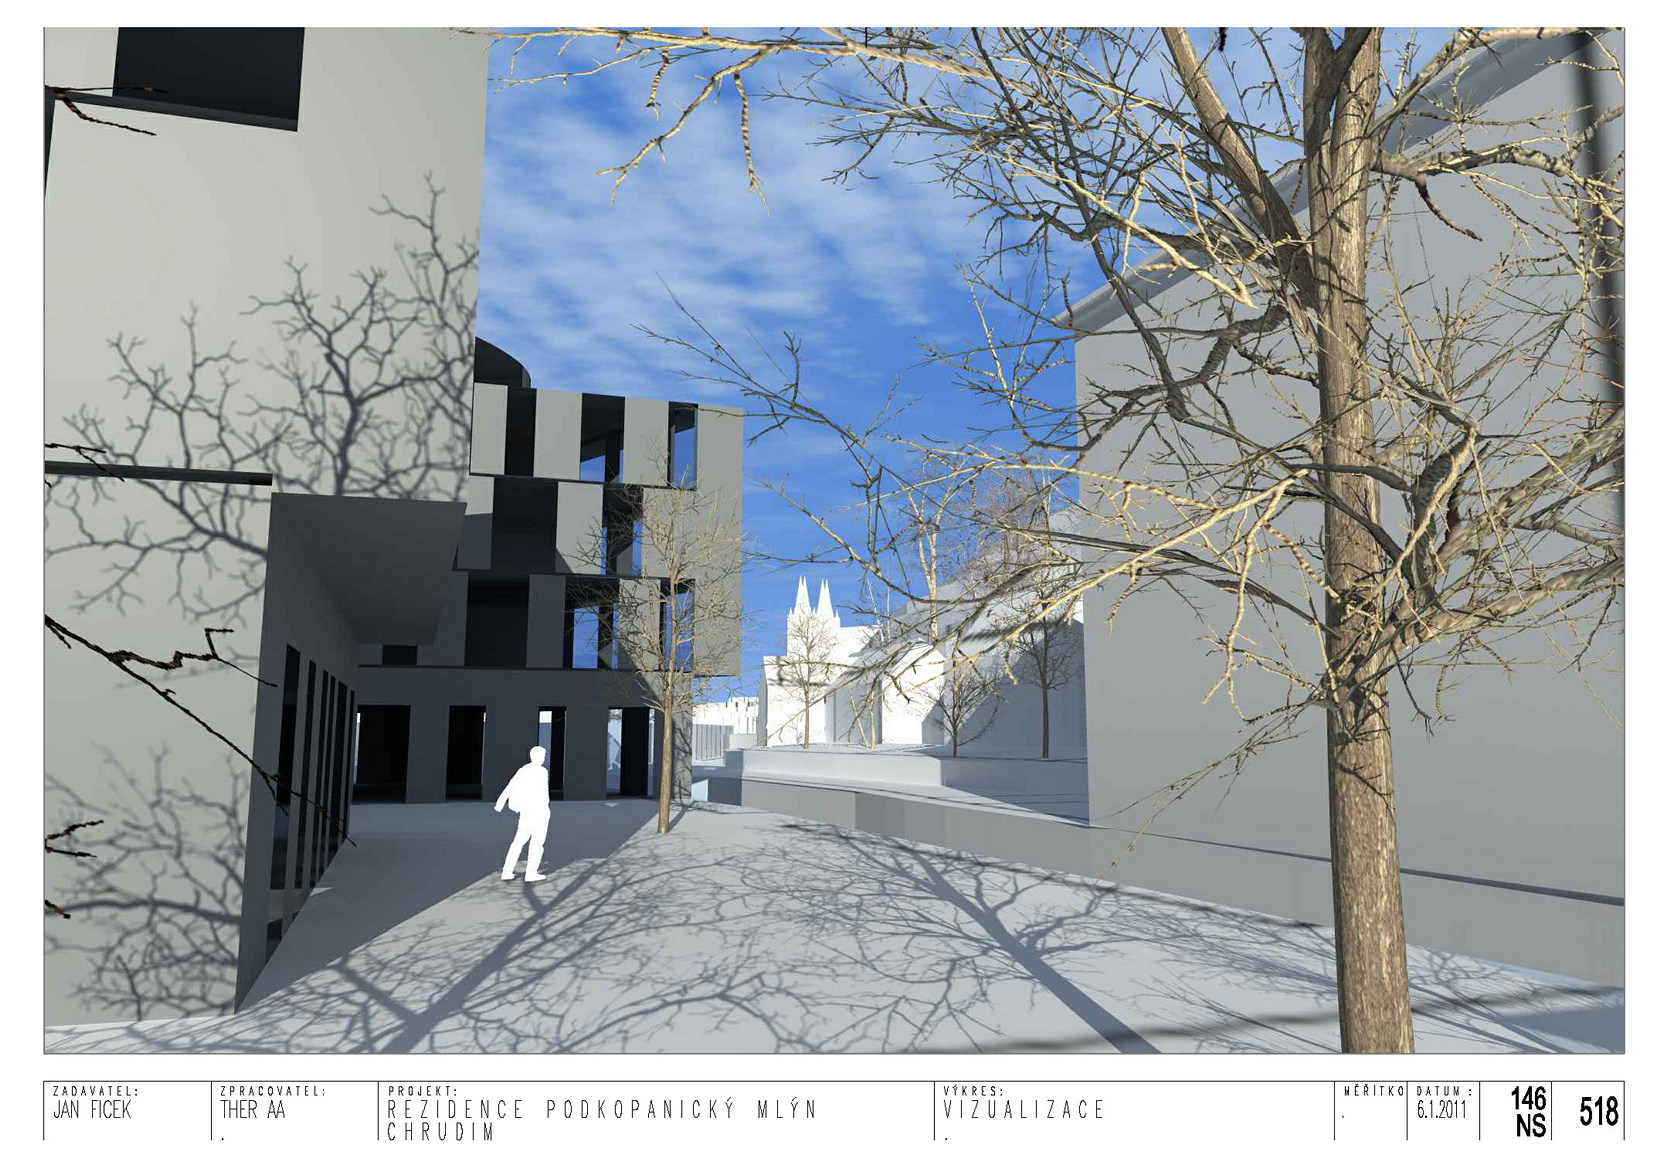 ZADAVATEL:
JAN FICEK
ZPRACOVATEL:
THER AA
.
PROJEKT:
REZIDENCE PODKOPANICKÝ MLÝN
CHRUDIM
VÝKRES:
VIZUALIZACE
.
MĚŘÍTKO
.
DATUM :
6.1.2011
146
NS
518